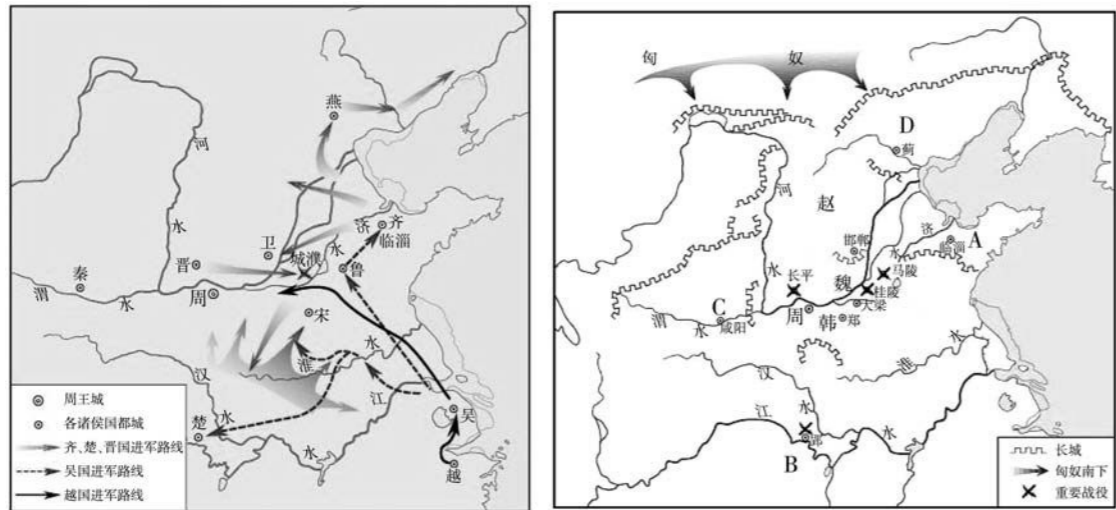 燕
河
水
济
水
齐
临淄
卫
城濮
鲁
晋
秦
渭
水
周
宋
淮
水
汉
水
江
水
楚
吴
越
周王城
各诸侯国都城
齐、楚、晋国进军路线
吴国进军路线
越国进军路线
匈
奴
D
蓟
河
水
赵
济
水
临淄
A
邯郸
马陵
长平
魏
桂陵
大梁
C
咸阳
渭
水
周
韩
郑
淮
水
汉
水
江
水
郢
B
长城
匈奴南下
重要战役